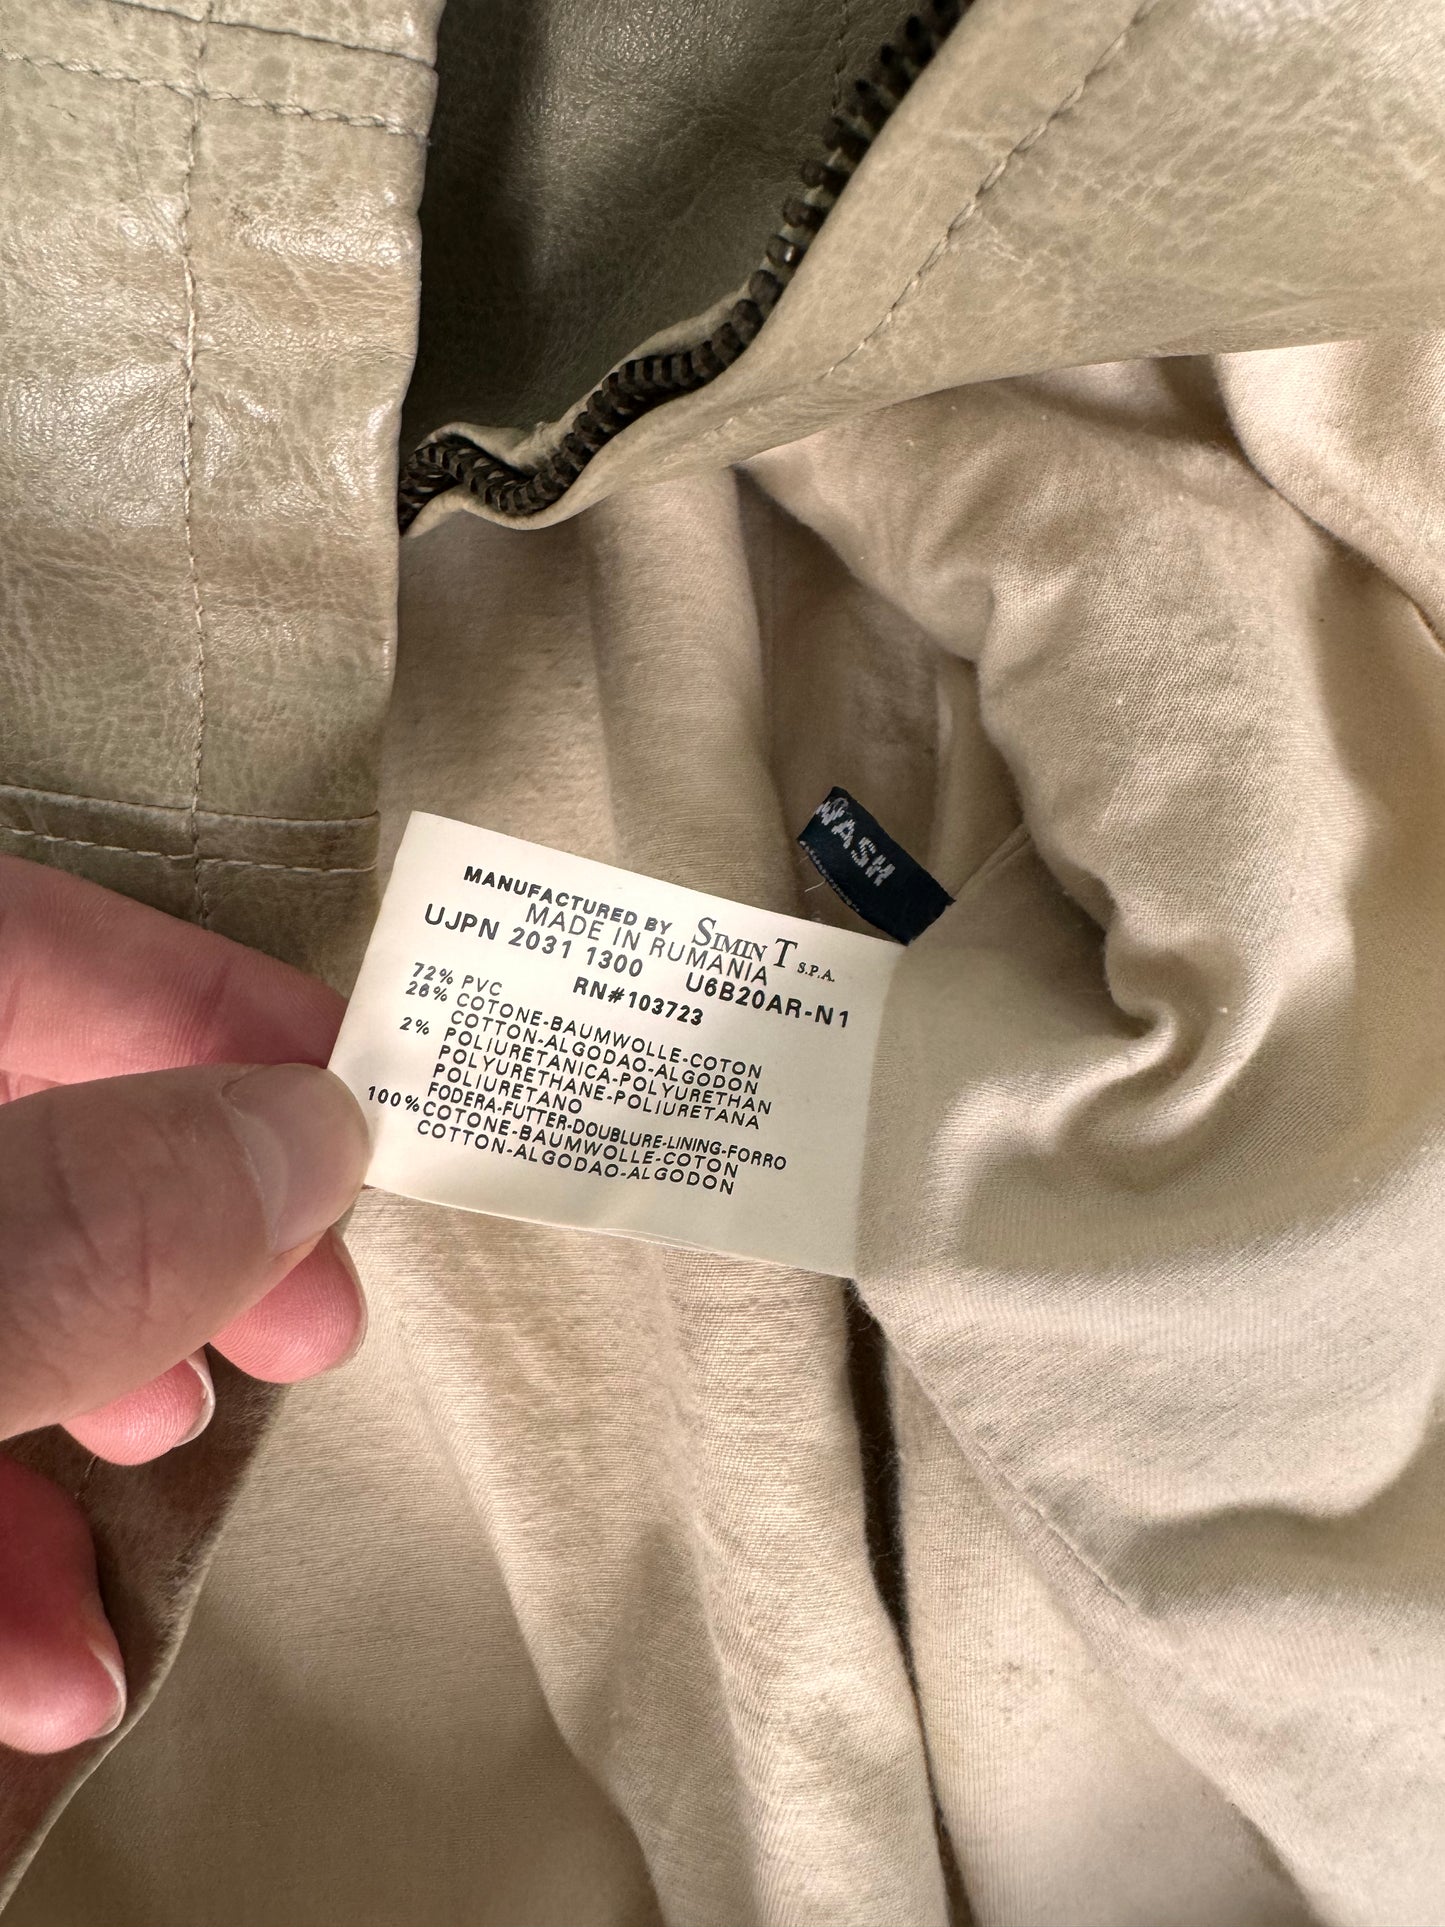 WASH
MANUFACTURED BY SIMIN T S.P.A.
MADE IN RUMANIA
UJPN 2031 1300 U6B20AR-N1
RN#103723
72% PVC
26% COTONE-BAUMWOLLE-COTON
COTTON-ALGODAO-ALGODON
2% POLIURETANICA-POLYURETHAN
POLYURETHANE-POLIURETANA
POLIURETANO
FODERA-FUTTER-DOUBLURE-LINING-FORRO
100% COTONE-BAUMWOLLE-COTON
COTTON-ALGODAO-ALGODON